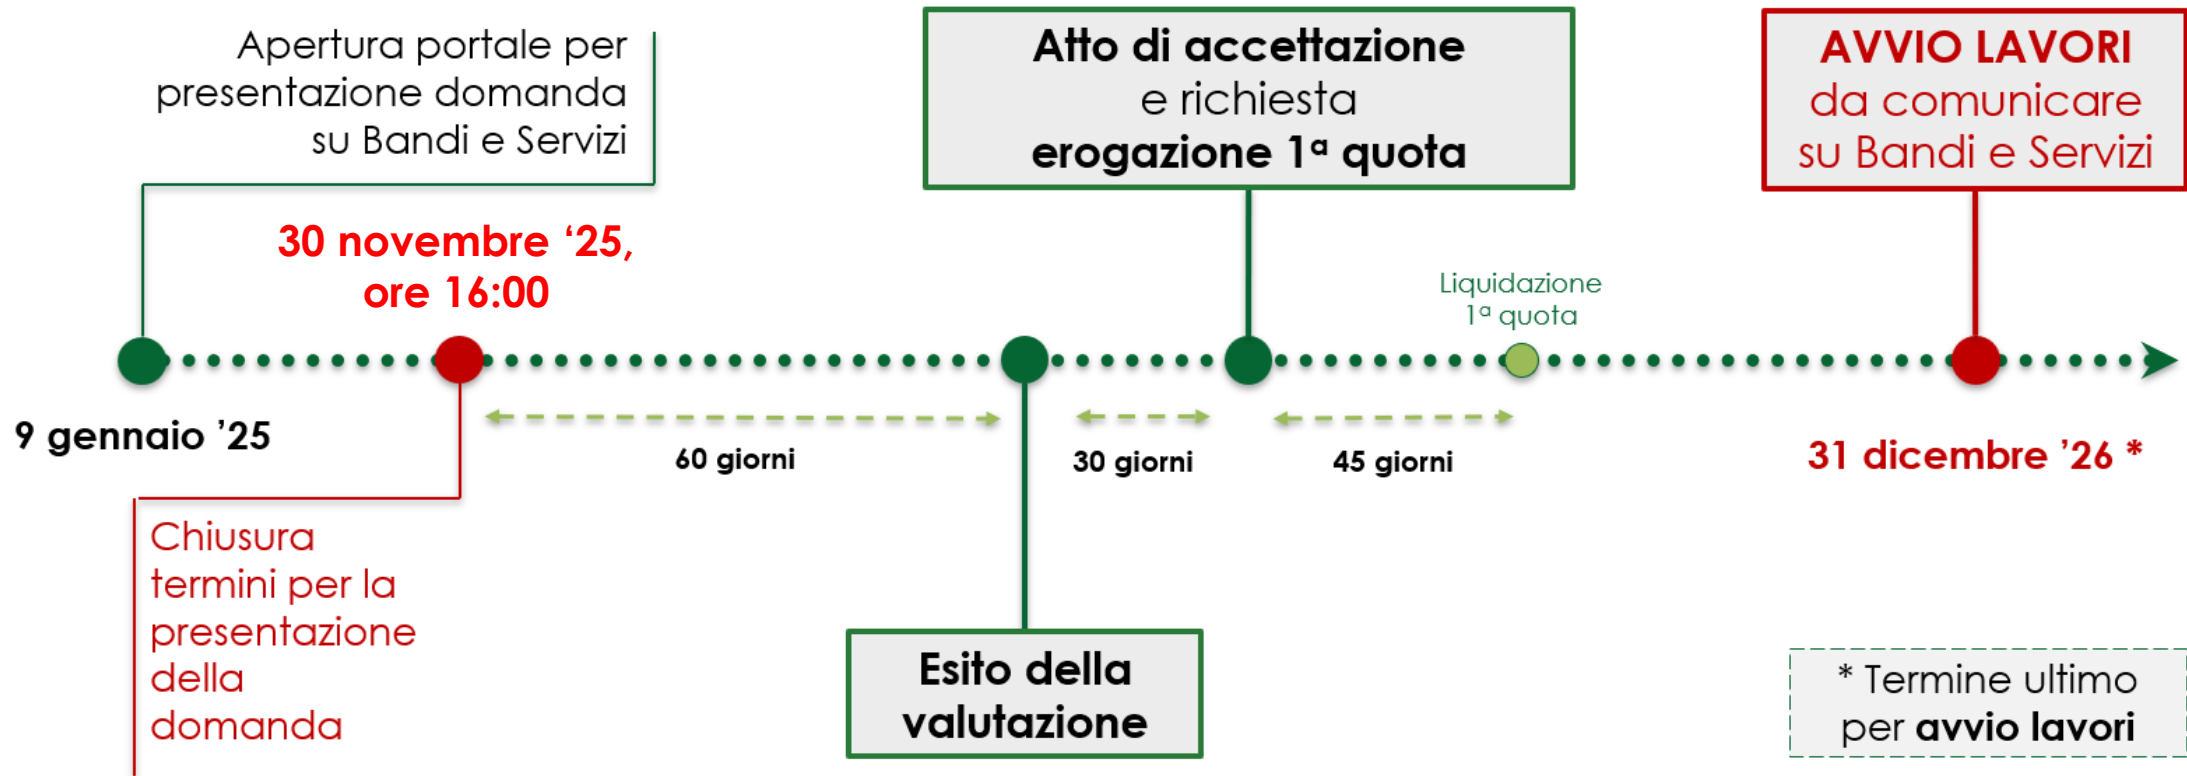 Apertura portale per
presentazione domanda
su Bandi e Servizi
Atto di accettazione
e richiesta
erogazione 1ª quota
AVVIO LAVORI
da comunicare
su Bandi e Servizi
30 novembre ‘25,
ore 16:00
Liquidazione
1ª quota
9 gennaio ’25
60 giorni
30 giorni
45 giorni
31 dicembre ’26 *
Chiusura
termini per la
presentazione
della
domanda
Esito della
valutazione
* Termine ultimo
per avvio lavori